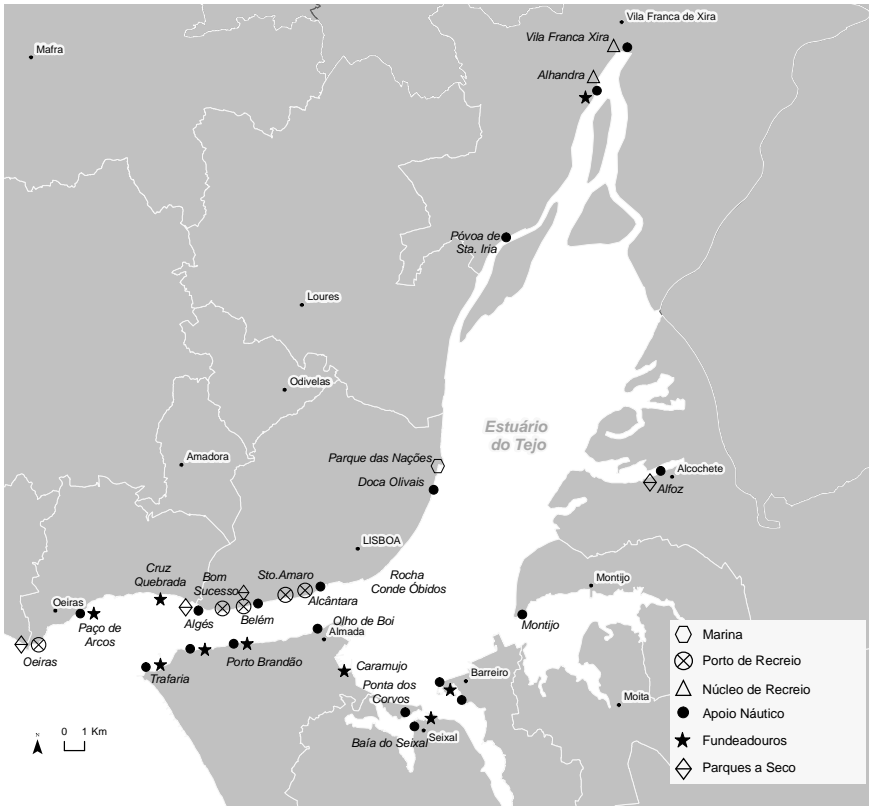 Vila Franca de Xira
Vila Franca Xira
Mafra
Alhandra
Póvoa de
Sta. Iria
Loures
Odivelas
Estuário
do Tejo
Amadora
Parque das Nações
Doca Olivais
Alcochete
Alfoz
LISBOA
Cruz
Quebrada
Bom
Sucesso
Sto.Amaro
Rocha
Conde Óbidos
Montijo
Oeiras
Alcântara
Belém
Algés
Paço de
Arcos
Olho de Boi
Almada
Montijo
Oeiras
Porto Brandão
Trafaria
Caramujo
Barreiro
Ponta dos
Corvos
Moita
Baía do Seixal
Seixal
N
0 1 Km
Marina
Porto de Recreio
Núcleo de Recreio
Apoio Náutico
Fundeadouros
Parques a Seco